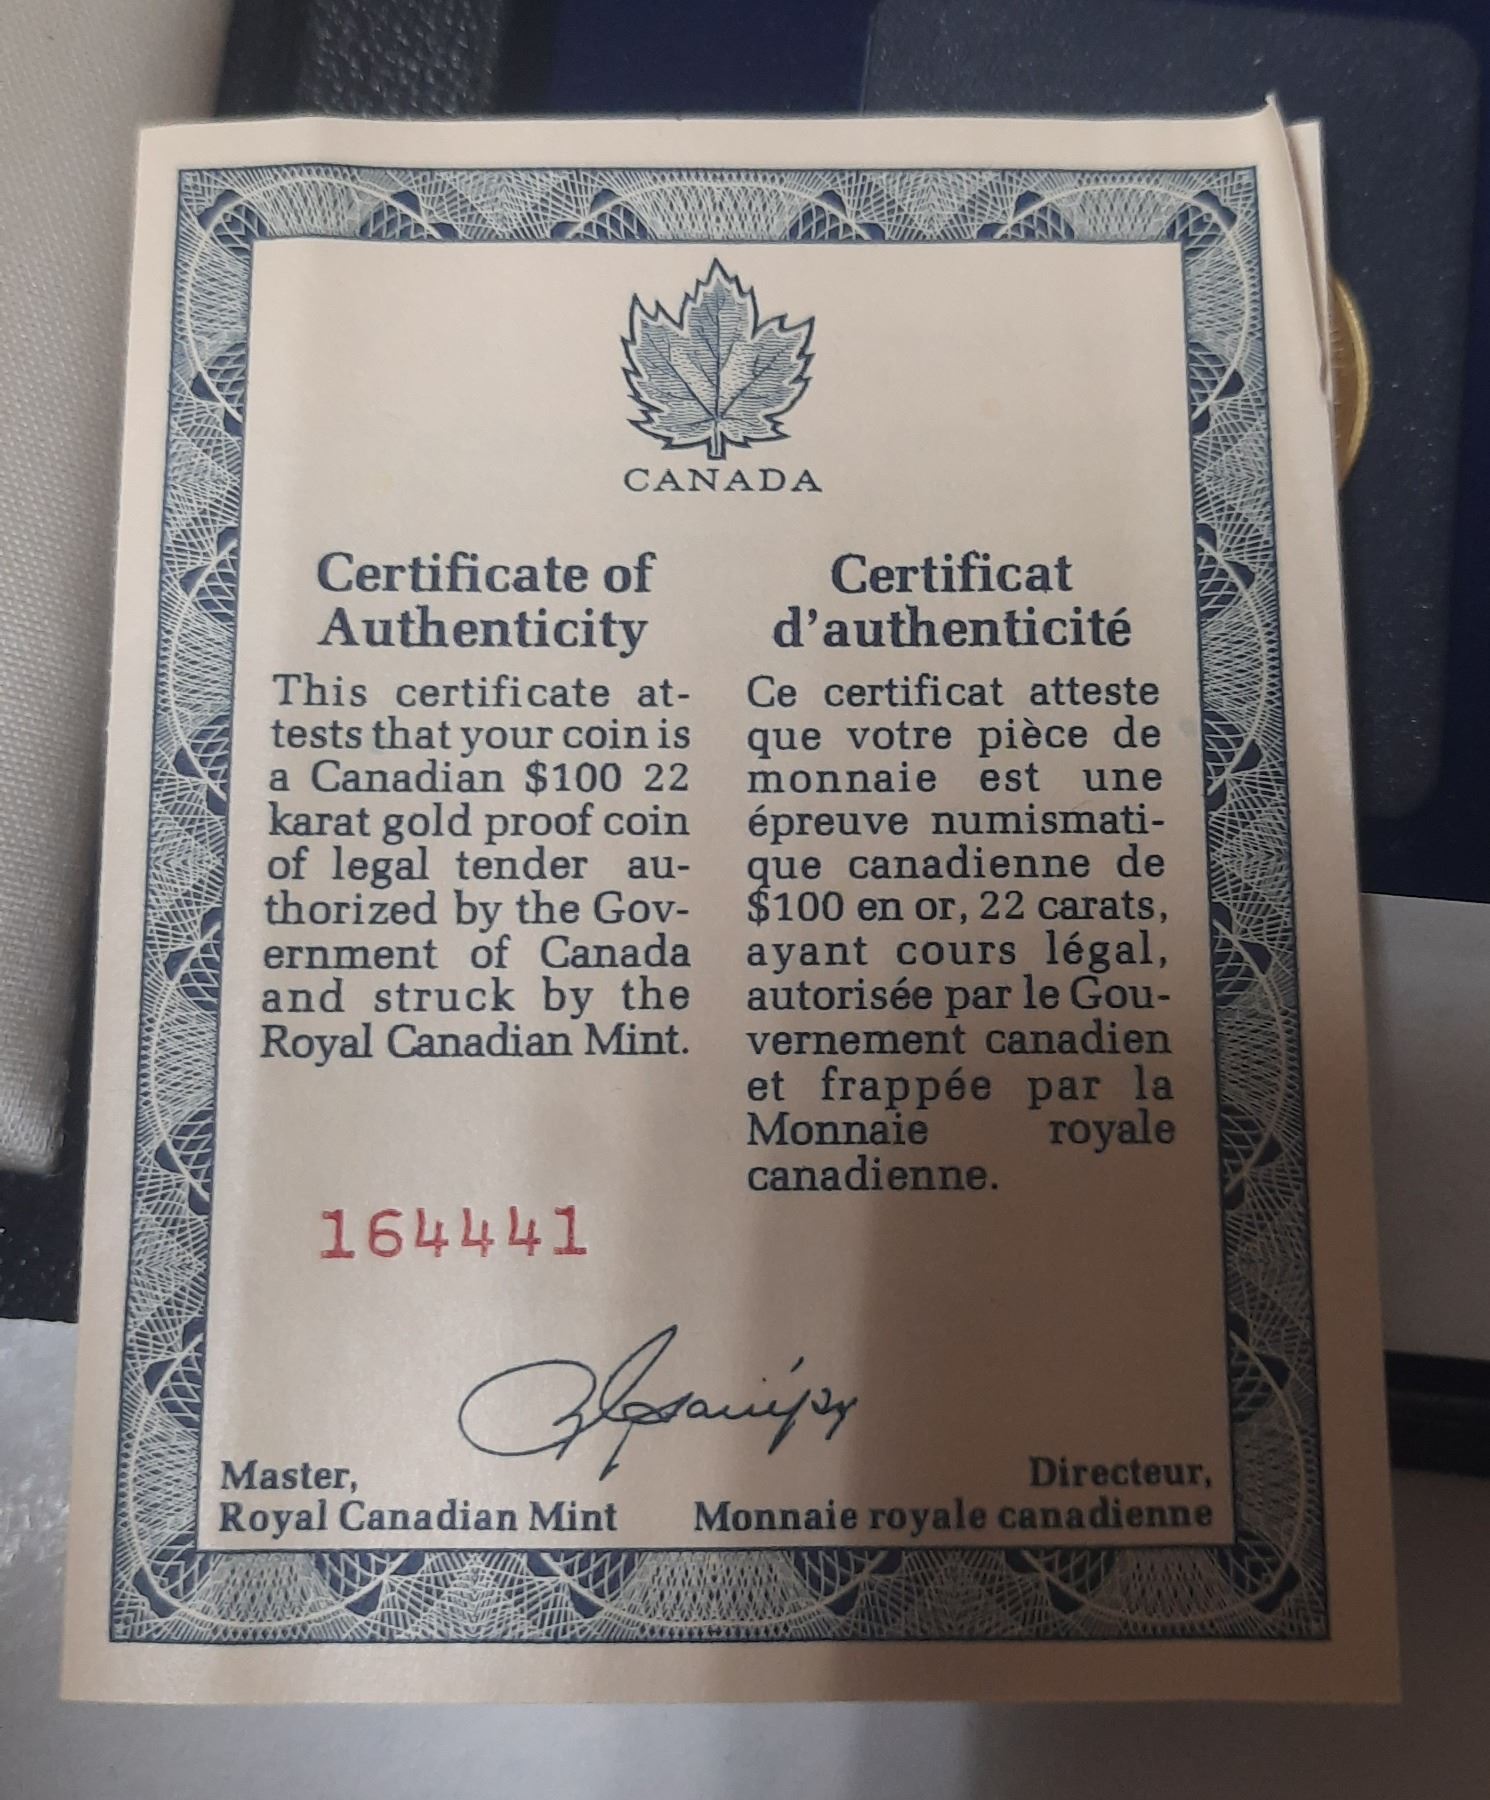 CANADA
Certificate of
Authenticity
This certificate at-
tests that your coin is
a Canadian $100 22
karat gold proof coin
of legal tender au-
thorized by the Gov-
ernment of Canada
and struck by the
Royal Canadian Mint.
Certificat
d'authenticité
Ce certificat atteste
que votre pièce de
monnaie est une
épreuve numismati-
que canadienne de
$100 en or, 22 carats,
ayant cours légal,
autorisée par le Gou-
vernement canadien
et frappée par la
Monnaie royale
canadienne.
164441
Master,
Royal Canadian Mint
Directeur,
Monnaie royale canadienne